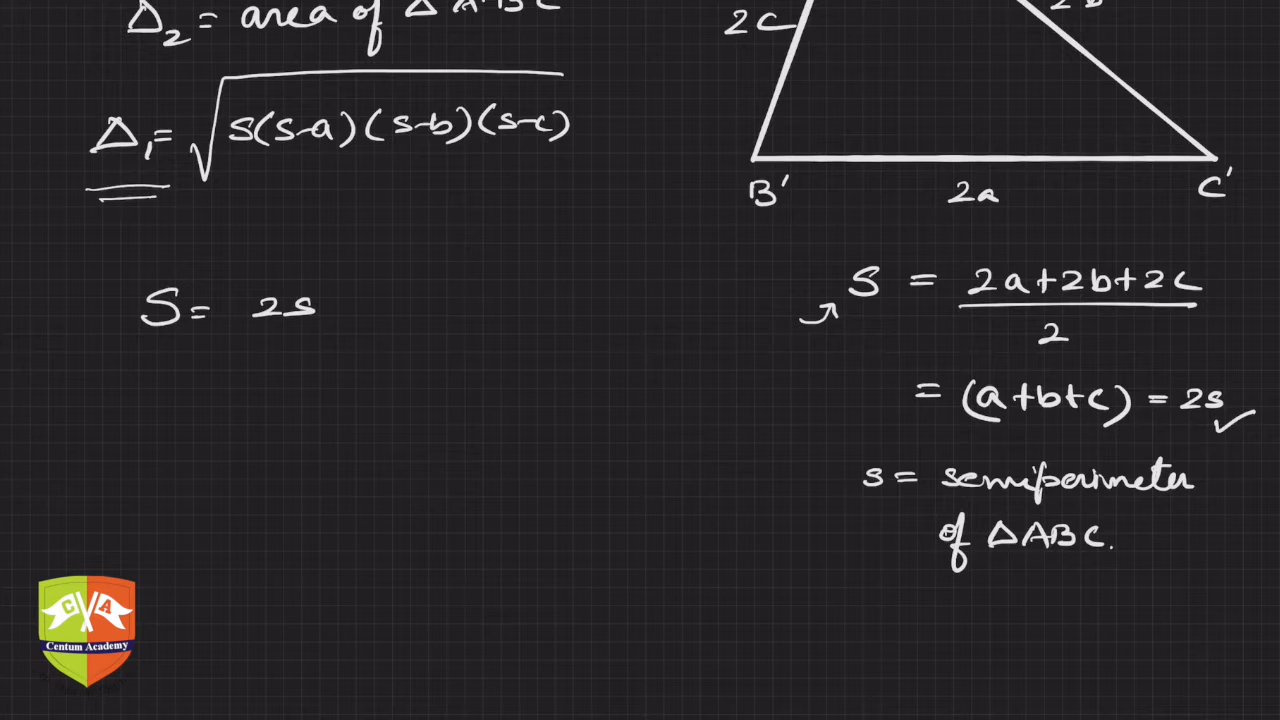 Δ₂ = area of Δ A'B'C'
2c
2b
Δ₁ = √s(s-a)(s-b)(s-c)
B'
2a
C'
S = 2s
S = 2a+2b+2c
2
= (a+b+c) = 2s ✓
s = semiperimeter
of ΔABC.
C A
Centum Academy